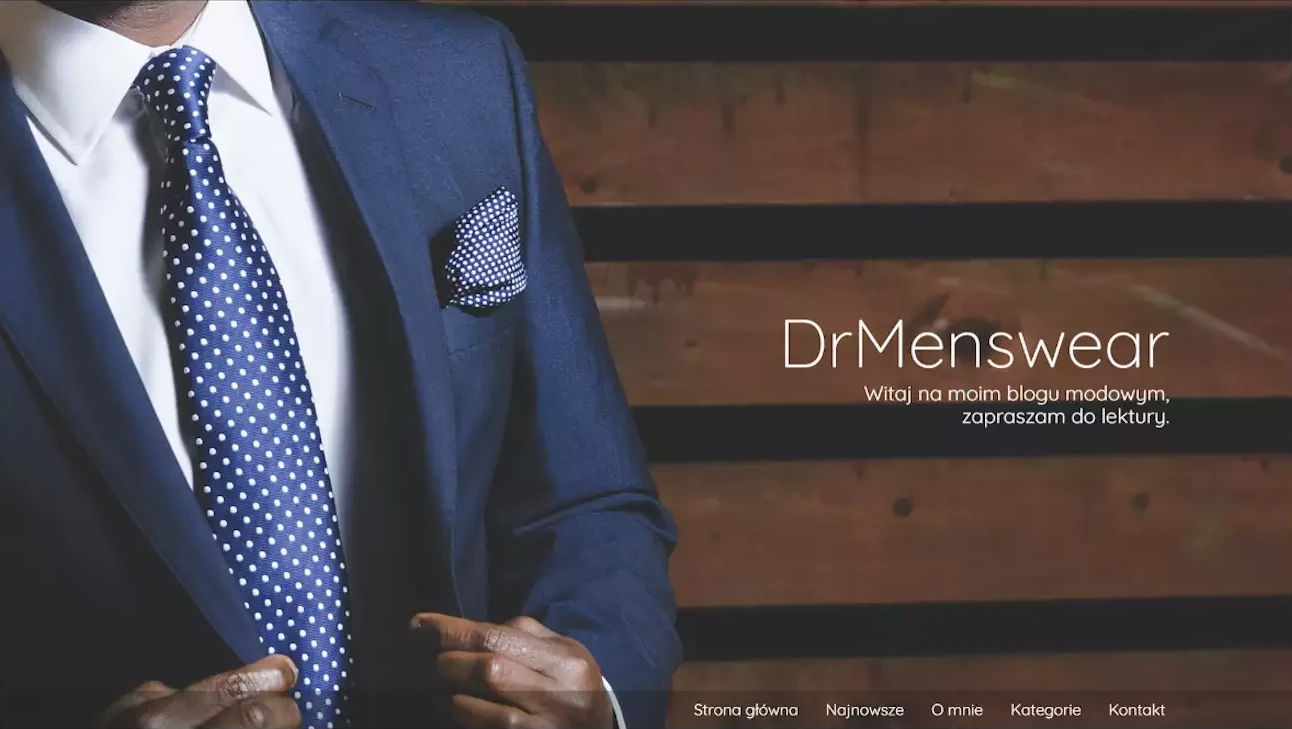 DrMenswear
Witaj na moim blogu modowym,
zapraszam do lektury.
Strona główna Najnowsze O mnie Kategorie Kontakt